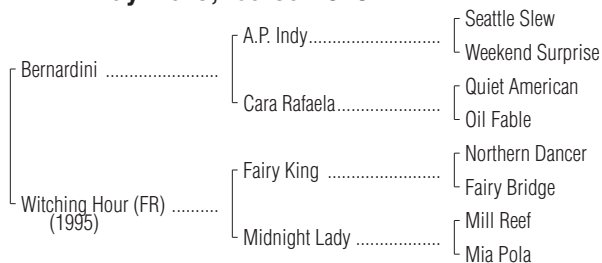 Seattle Slew
A.P. Indy
Weekend Surprise
Bernardini
Quiet American
Cara Rafaela
Oil Fable
Northern Dancer
Fairy King
Fairy Bridge
Witching Hour (FR)
(1995)
Mill Reef
Midnight Lady
Mia Pola